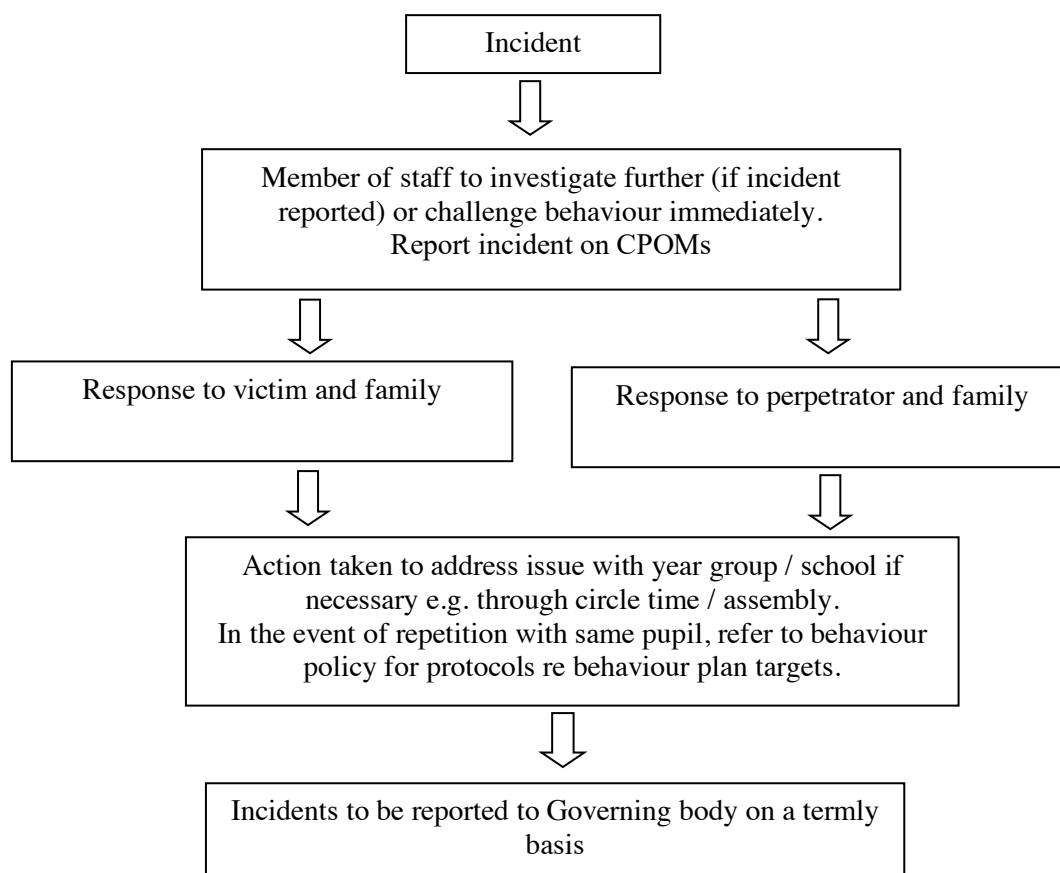 Incident
Member of staff to investigate further (if incident
reported) or challenge behaviour immediately.
Report incident on CPOMs
Response to victim and family
Response to perpetrator and family
Action taken to address issue with year group / school if
necessary e.g. through circle time / assembly.
In the event of repetition with same pupil, refer to behaviour
policy for protocols re behaviour plan targets.
Incidents to be reported to Governing body on a termly
basis